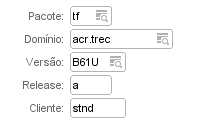 Pacote: tf
Domínio: acr.trec
Versão: B61U
Release: a
Cliente: stnd